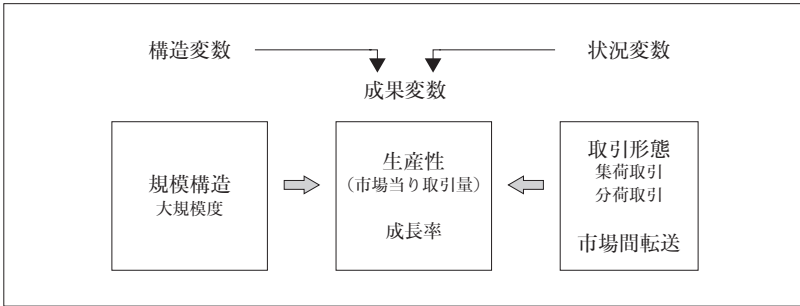 構造変数
状況変数
成果変数
規模構造
大規模度
生産性
（市場当り取引量）
成長率
取引形態
集荷取引
分荷取引
市場間転送